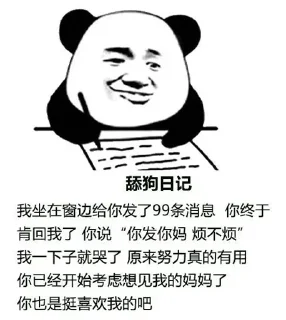 舔狗日记
我坐在窗边给你发了99条消息 你终于
肯回我了 你说“你发你妈 烦不烦”
我一下子就哭了 原来努力真的有用
你已经开始考虑想见我的妈妈了
你也是挺喜欢我的吧